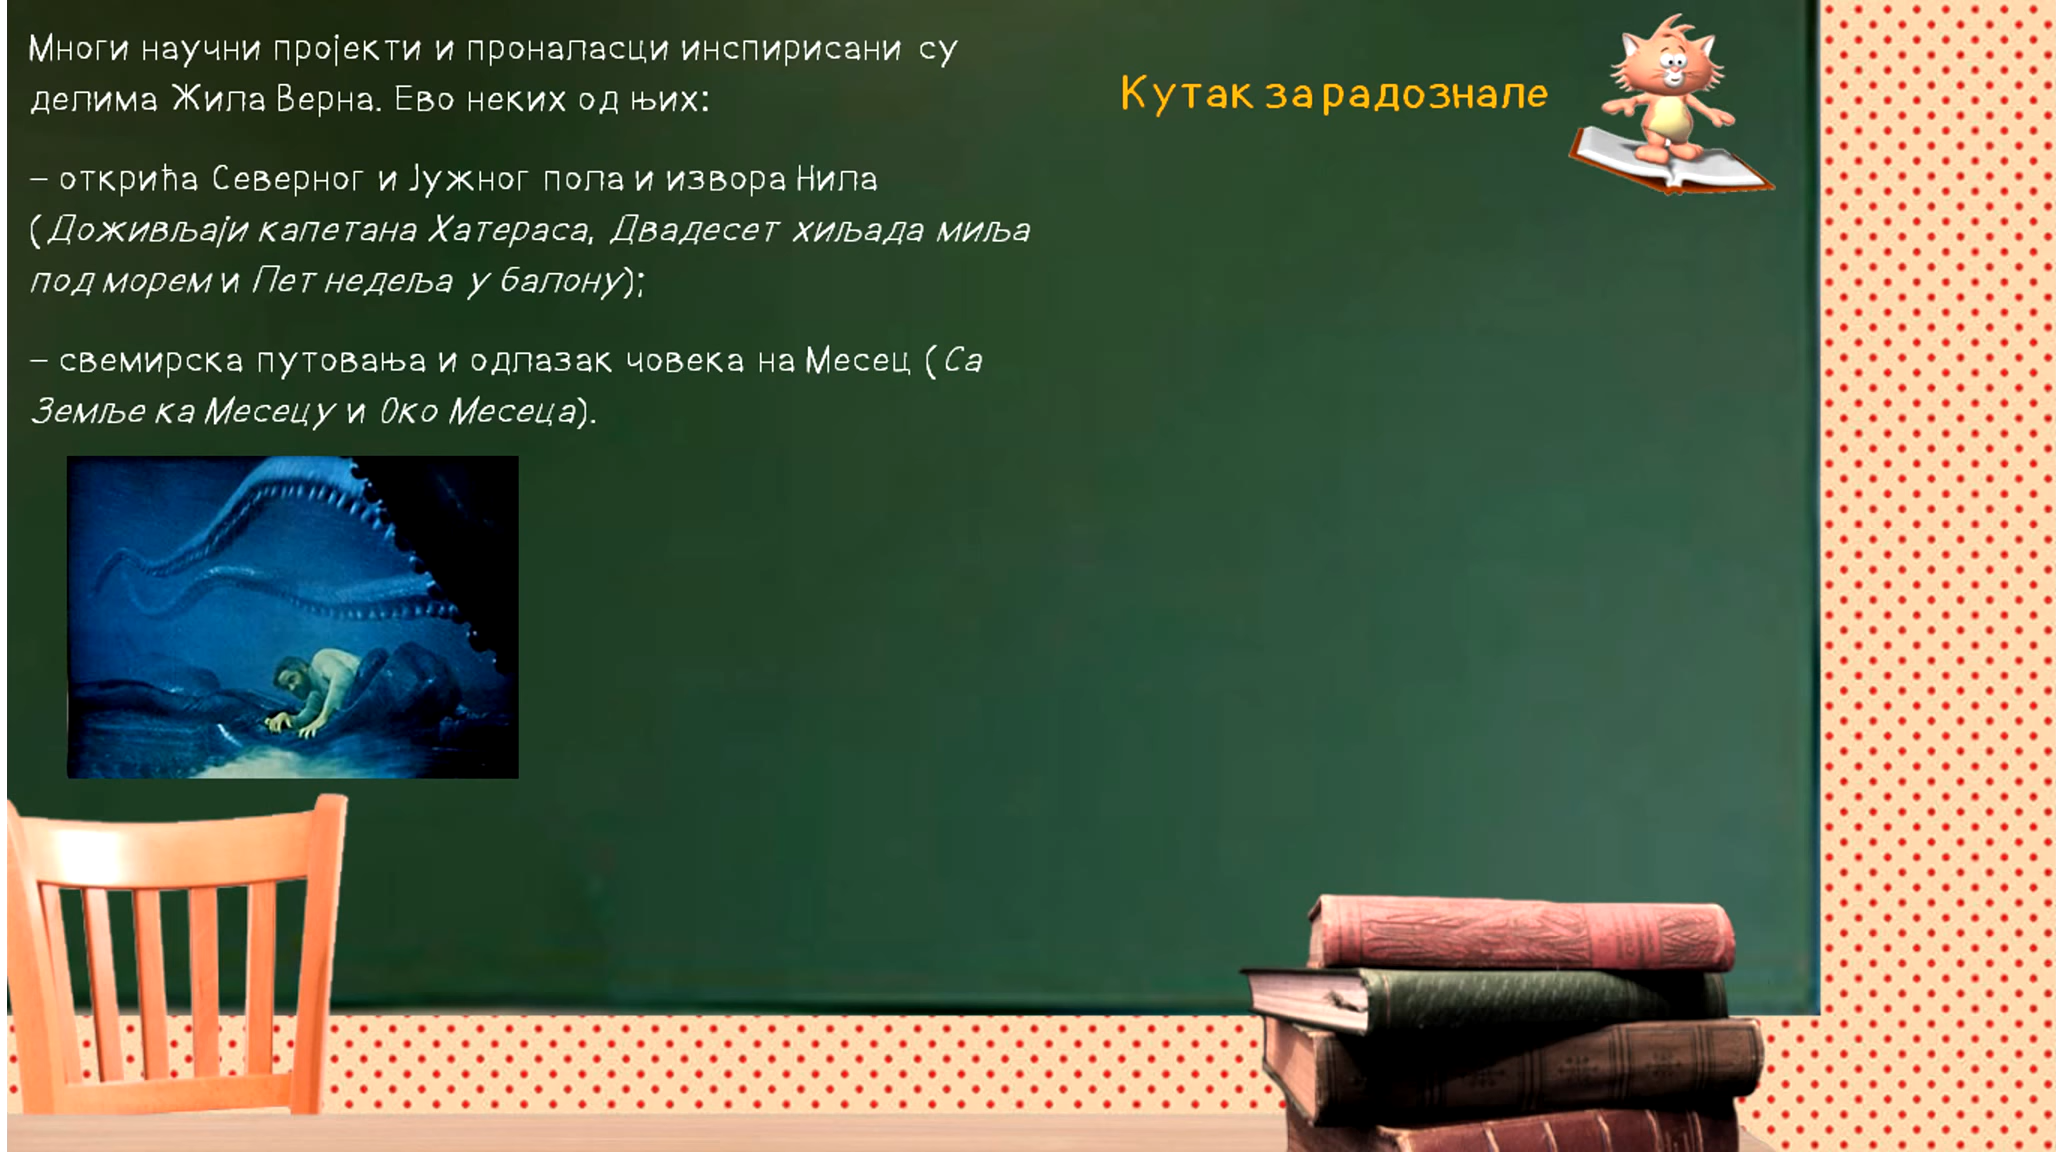 Многи научни пројекти и проналасци инспирисани су
делима Жила Верна. Ево неких од њих:
– открића Северног и Јужног пола и извора Нила
(Доживљаји капетана Хатераса, Двадесет хиљада миља
под морем и Пет недеља у балону);
– свемирска путовања и одлазак човека на Месец (Са
Земље ка Месецу и Око Месеца).
Кутак за радознале